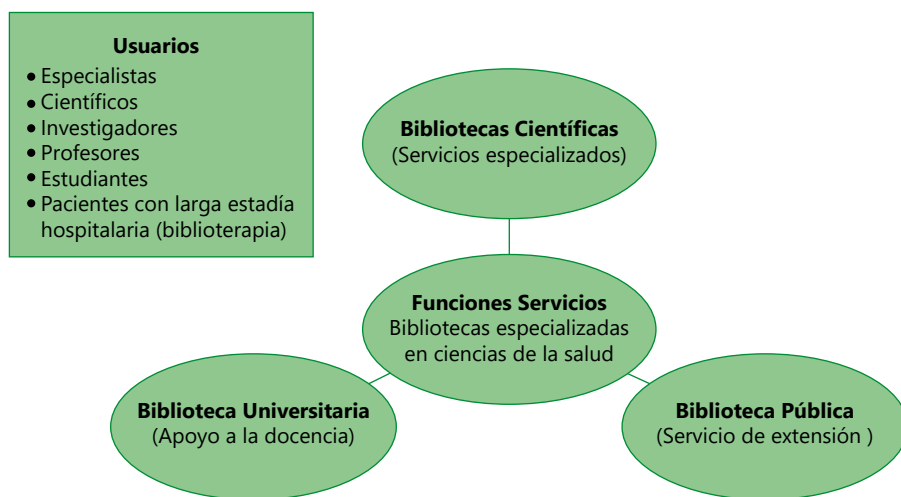 Usuarios
• Especialistas
• Científicos
• Investigadores
• Profesores
• Estudiantes
• Pacientes con larga estadía
hospitalaria (biblioterapia)
Bibliotecas Científicas
(Servicios especializados)
Funciones Servicios
Bibliotecas especializadas
en ciencias de la salud
Biblioteca Universitaria
(Apoyo a la docencia)
Biblioteca Pública
(Servicio de extensión )